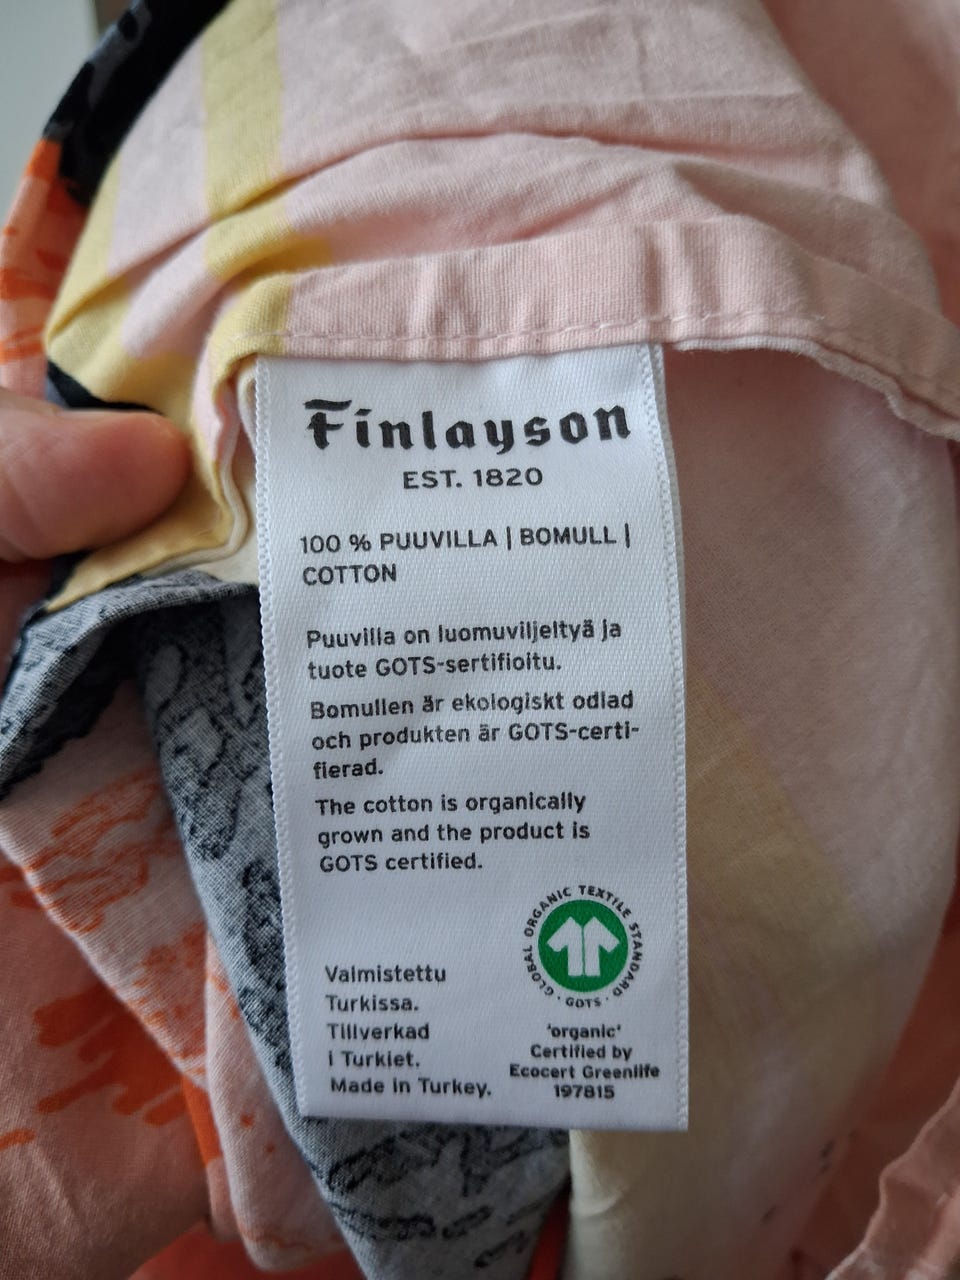 Finlayson
EST. 1820
100 % PUUVILLA | BOMULL |
COTTON
Puuvilla on luomuviljeltyä ja
tuote GOTS-sertifioitu.
Bomullen är ekologiskt odlad
och produkten är GOTS-certi-
fierad.
The cotton is organically
grown and the product is
GOTS certified.
Valmistettu
Turkissa.
Tillverkad
i Turkiet.
Made in Turkey.
GLOBAL ORGANIC TEXTILE STANDARD
· GOTS ·
'organic'
Certified by
Ecocert Greenlife
197815